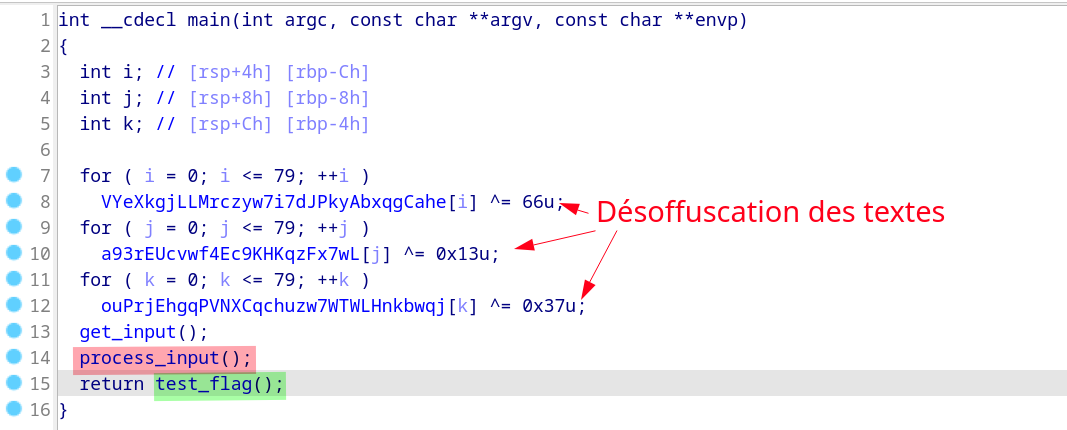 1 int __cdecl main(int argc, const char **argv, const char **envp)
2 {
3 int i; // [rsp+4h] [rbp-Ch]
4 int j; // [rsp+8h] [rbp-8h]
5 int k; // [rsp+Ch] [rbp-4h]
6
7 for ( i = 0; i <= 79; ++i )
8 VYeXkgjLLMrczyw7i7dJPkyAbxqgCahe[i] ^= 66u; Désoffuscation des textes
9 for ( j = 0; j <= 79; ++j )
10 a93rEUcvwf4Ec9KHKqzFx7wL[j] ^= 0x13u;
11 for ( k = 0; k <= 79; ++k )
12 ouPrjEhgqPVNXCqchuzw7WTWLHnkbwqj[k] ^= 0x37u;
13 get_input();
14 process_input();
15 return test_flag();
16 }